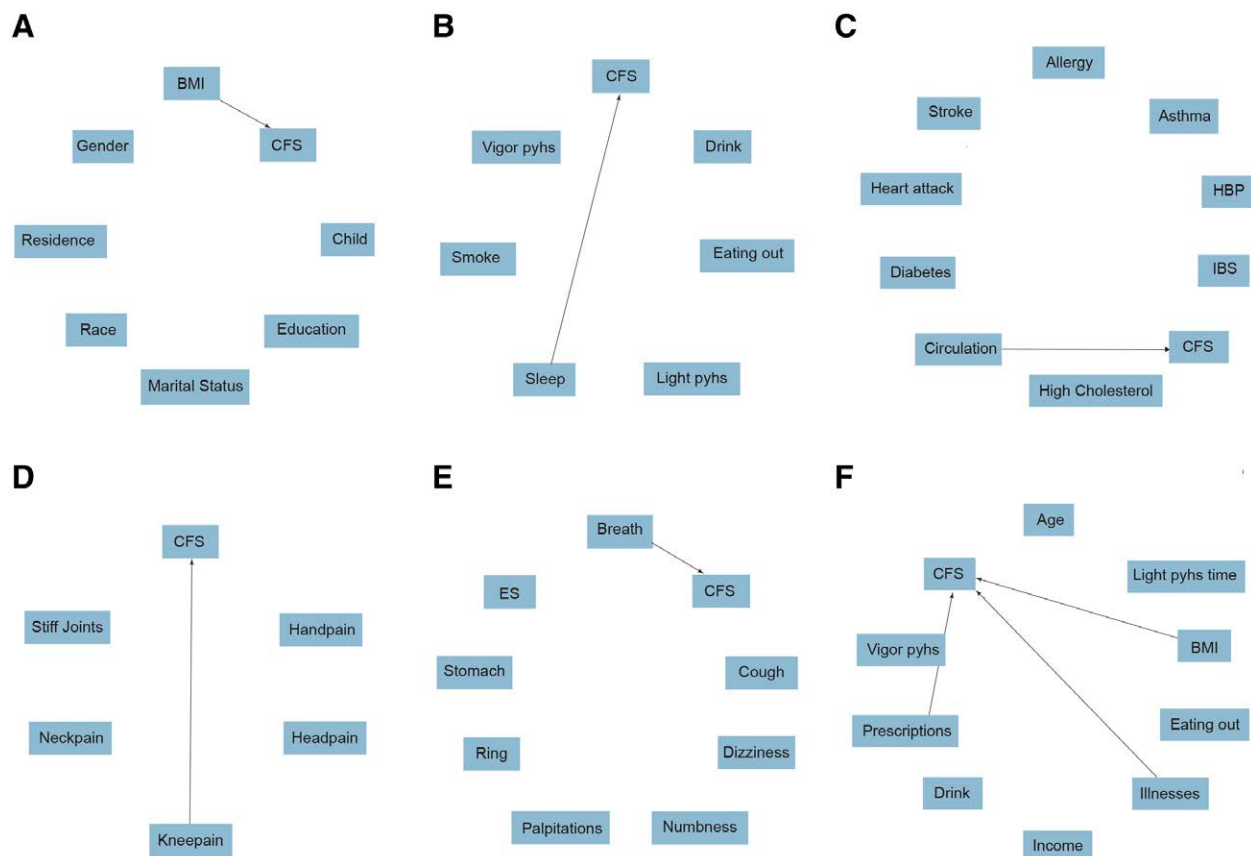 A
BMI
CFS
Gender
Residence
Child
Race
Education
Marital Status
B
CFS
Vigor pyhs
Drink
Smoke
Eating out
Sleep
Light pyhs
C
Allergy
Stroke
Asthma
Heart attack
HBP
Diabetes
IBS
Circulation
CFS
High Cholesterol
D
CFS
Stiff Joints
Handpain
Neckpain
Headpain
Kneepain
E
Breath
ES
CFS
Stomach
Cough
Ring
Dizziness
Palpitations
Numbness
F
Age
CFS
Light pyhs time
Vigor pyhs
BMI
Prescriptions
Eating out
Drink
Illnesses
Income